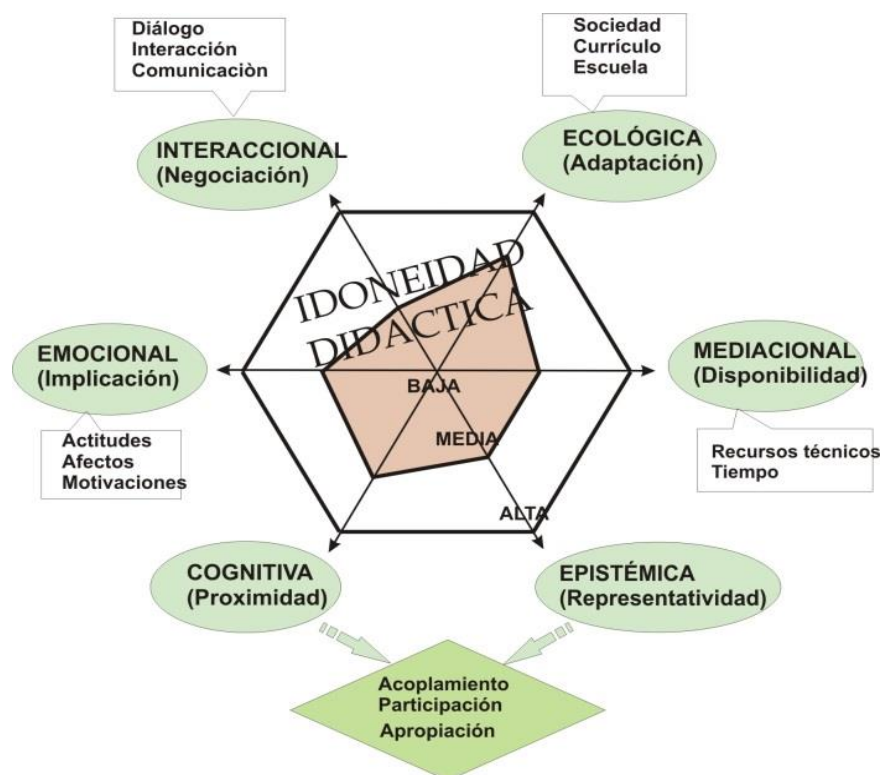 Diálogo
Interacción
Comunicaciòn
Sociedad
Currículo
Escuela
INTERACCIONAL
(Negociación)
ECOLÓGICA
(Adaptación)
IDONEIDAD
DIDACTICA
EMOCIONAL
(Implicación)
MEDIACIONAL
(Disponibilidad)
BAJA
MEDIA
ALTA
Actitudes
Afectos
Motivaciones
Recursos técnicos
Tiempo
COGNITIVA
(Proximidad)
EPISTÉMICA
(Representatividad)
Acoplamiento
Participación
Apropiación